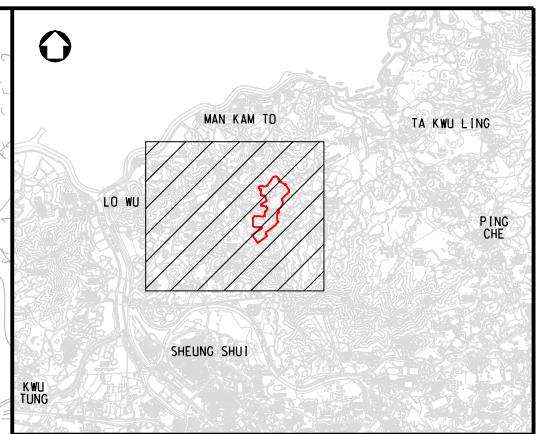 MAN KAM TO
TA KWU LING
LO WU
PING
CHE
SHEUNG SHUI
KWU
TUNG